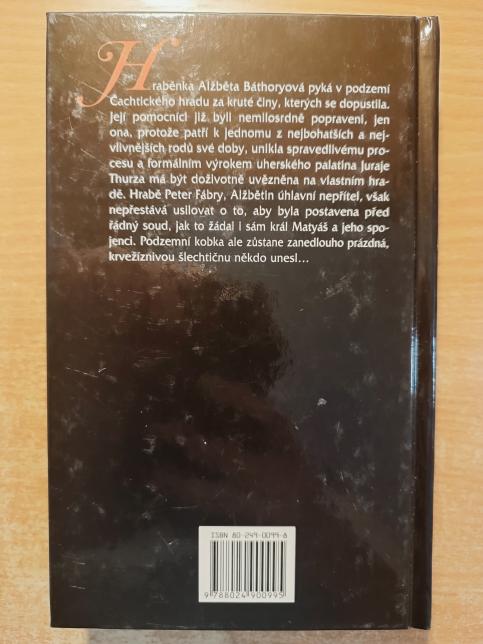 Hraběnka Alžběta Báthoryová pyká v podzemí
Čachtického hradu za kruté činy, kterých se dopustila.
Její pomocníci již byli nemilosrdně popraveni, jen
ona, protože patří k jednomu z nejbohatších a nej-
vlivnějších rodů své doby, unikla spravedlivému pro-
cesu a formálním výrokem uherského palatina Juraje
Thurza má být doživotně uvězněna na vlastním hra-
dě. Hrabě Peter Fábry, Alžbětin úhlavní nepřítel, však
nepřestává usilovat o to, aby byla postavena před
řádný soud, jak to žádal i sám král Matyáš a jeho spo-
jenci. Podzemní kobka ale zůstane zanedlouho prázdná,
krvežíznivou šlechtičnu někdo unesl...
ISBN 80-249-0099-8
9 788024 900995